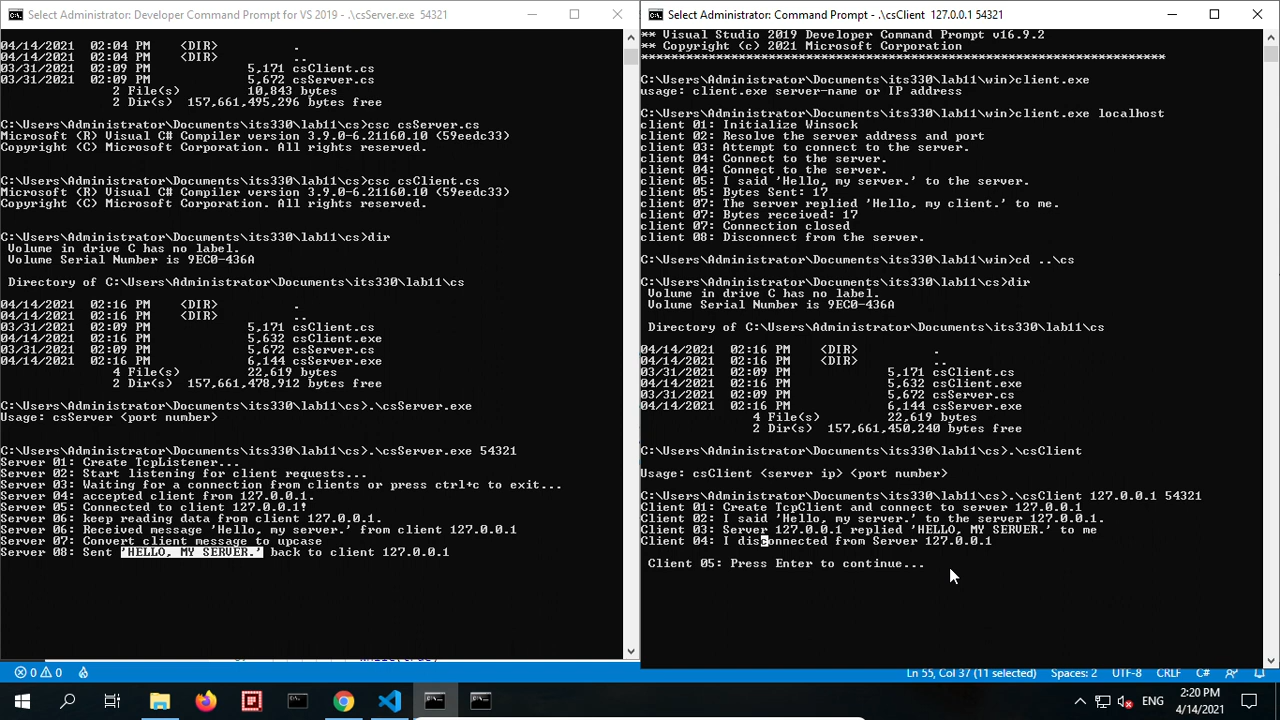 Select Administrator: Developer Command Prompt for VS 2019 - .\csServer.exe  54321
04/14/2021  02:04 PM    <DIR>          .
04/14/2021  02:04 PM    <DIR>          ..
03/31/2021  02:09 PM             5,171 csClient.cs
03/31/2021  02:09 PM             5,672 csServer.cs
               2 File(s)         10,843 bytes
               2 Dir(s)  157,661,495,296 bytes free
C:\Users\Administrator\Documents\its330\lab11\cs>csc csServer.cs
Microsoft (R) Visual C# Compiler version 3.9.0-6.21160.10 (59eedc33)
Copyright (C) Microsoft Corporation. All rights reserved.
C:\Users\Administrator\Documents\its330\lab11\cs>csc csClient.cs
Microsoft (R) Visual C# Compiler version 3.9.0-6.21160.10 (59eedc33)
Copyright (C) Microsoft Corporation. All rights reserved.
C:\Users\Administrator\Documents\its330\lab11\cs>dir
 Volume in drive C has no label.
 Volume Serial Number is 9EC0-436A
 Directory of C:\Users\Administrator\Documents\its330\lab11\cs
04/14/2021  02:16 PM    <DIR>          .
04/14/2021  02:16 PM    <DIR>          ..
03/31/2021  02:09 PM             5,171 csClient.cs
04/14/2021  02:16 PM             5,632 csClient.exe
03/31/2021  02:09 PM             5,672 csServer.cs
04/14/2021  02:16 PM             6,144 csServer.exe
               4 File(s)         22,619 bytes
               2 Dir(s)  157,661,478,912 bytes free
C:\Users\Administrator\Documents\its330\lab11\cs>.\csServer.exe
Usage: csServer <port number>
C:\Users\Administrator\Documents\its330\lab11\cs>.\csServer.exe 54321
Server 01: Create TcpListener...
Server 02: Start listening for client requests...
Server 03: Waiting for a connection from clients or press ctrl+c to exit...
Server 04: accepted client from 127.0.0.1.
Server 05: Connected to client 127.0.0.1!
Server 06: keep reading data from client 127.0.0.1.
Server 06: Received message 'Hello, my server.' from client 127.0.0.1
Server 07: Convert client message to upcase
Server 08: Sent 'HELLO, MY SERVER.' back to client 127.0.0.1
Select Administrator: Command Prompt - .\csClient  127.0.0.1 54321
** Visual Studio 2019 Developer Command Prompt v16.9.2
** Copyright (c) 2021 Microsoft Corporation
**********************************************************************
C:\Users\Administrator\Documents\its330\lab11\win>client.exe
usage: client.exe server-name or IP address
C:\Users\Administrator\Documents\its330\lab11\win>client.exe localhost
client 01: Initialize Winsock
client 02: Resolve the server address and port
client 03: Attempt to connect to the server.
client 04: Connect to the server.
client 04: Connect to the server.
client 05: I said 'Hello, my server.' to the server.
client 05: Bytes Sent: 17
client 07: The server replied 'Hello, my client.' to me.
client 07: Bytes received: 17
client 07: Connection closed
client 08: Disconnect from the server.
C:\Users\Administrator\Documents\its330\lab11\win>cd ..\cs
C:\Users\Administrator\Documents\its330\lab11\cs>dir
 Volume in drive C has no label.
 Volume Serial Number is 9EC0-436A
 Directory of C:\Users\Administrator\Documents\its330\lab11\cs
04/14/2021  02:16 PM    <DIR>          .
04/14/2021  02:16 PM    <DIR>          ..
03/31/2021  02:09 PM             5,171 csClient.cs
04/14/2021  02:16 PM             5,632 csClient.exe
03/31/2021  02:09 PM             5,672 csServer.cs
04/14/2021  02:16 PM             6,144 csServer.exe
               4 File(s)         22,619 bytes
               2 Dir(s)  157,661,450,240 bytes free
C:\Users\Administrator\Documents\its330\lab11\cs>.\csClient
Usage: csClient <server ip> <port number>
C:\Users\Administrator\Documents\its330\lab11\cs>.\csClient 127.0.0.1 54321
Client 01: Create TcpClient and connect to server 127.0.0.1
Client 02: I said 'Hello, my server.' to the server 127.0.0.1.
Client 03: Server 127.0.0.1 replied 'HELLO, MY SERVER.' to me
Client 04: I disconnected from Server 127.0.0.1
 Client 05: Press Enter to continue...
while(true)
0 0 Ln 55, Col 37 (11 selected) Spaces: 2 UTF-8 CRLF C#
ENG 2:20 PM
4/14/2021